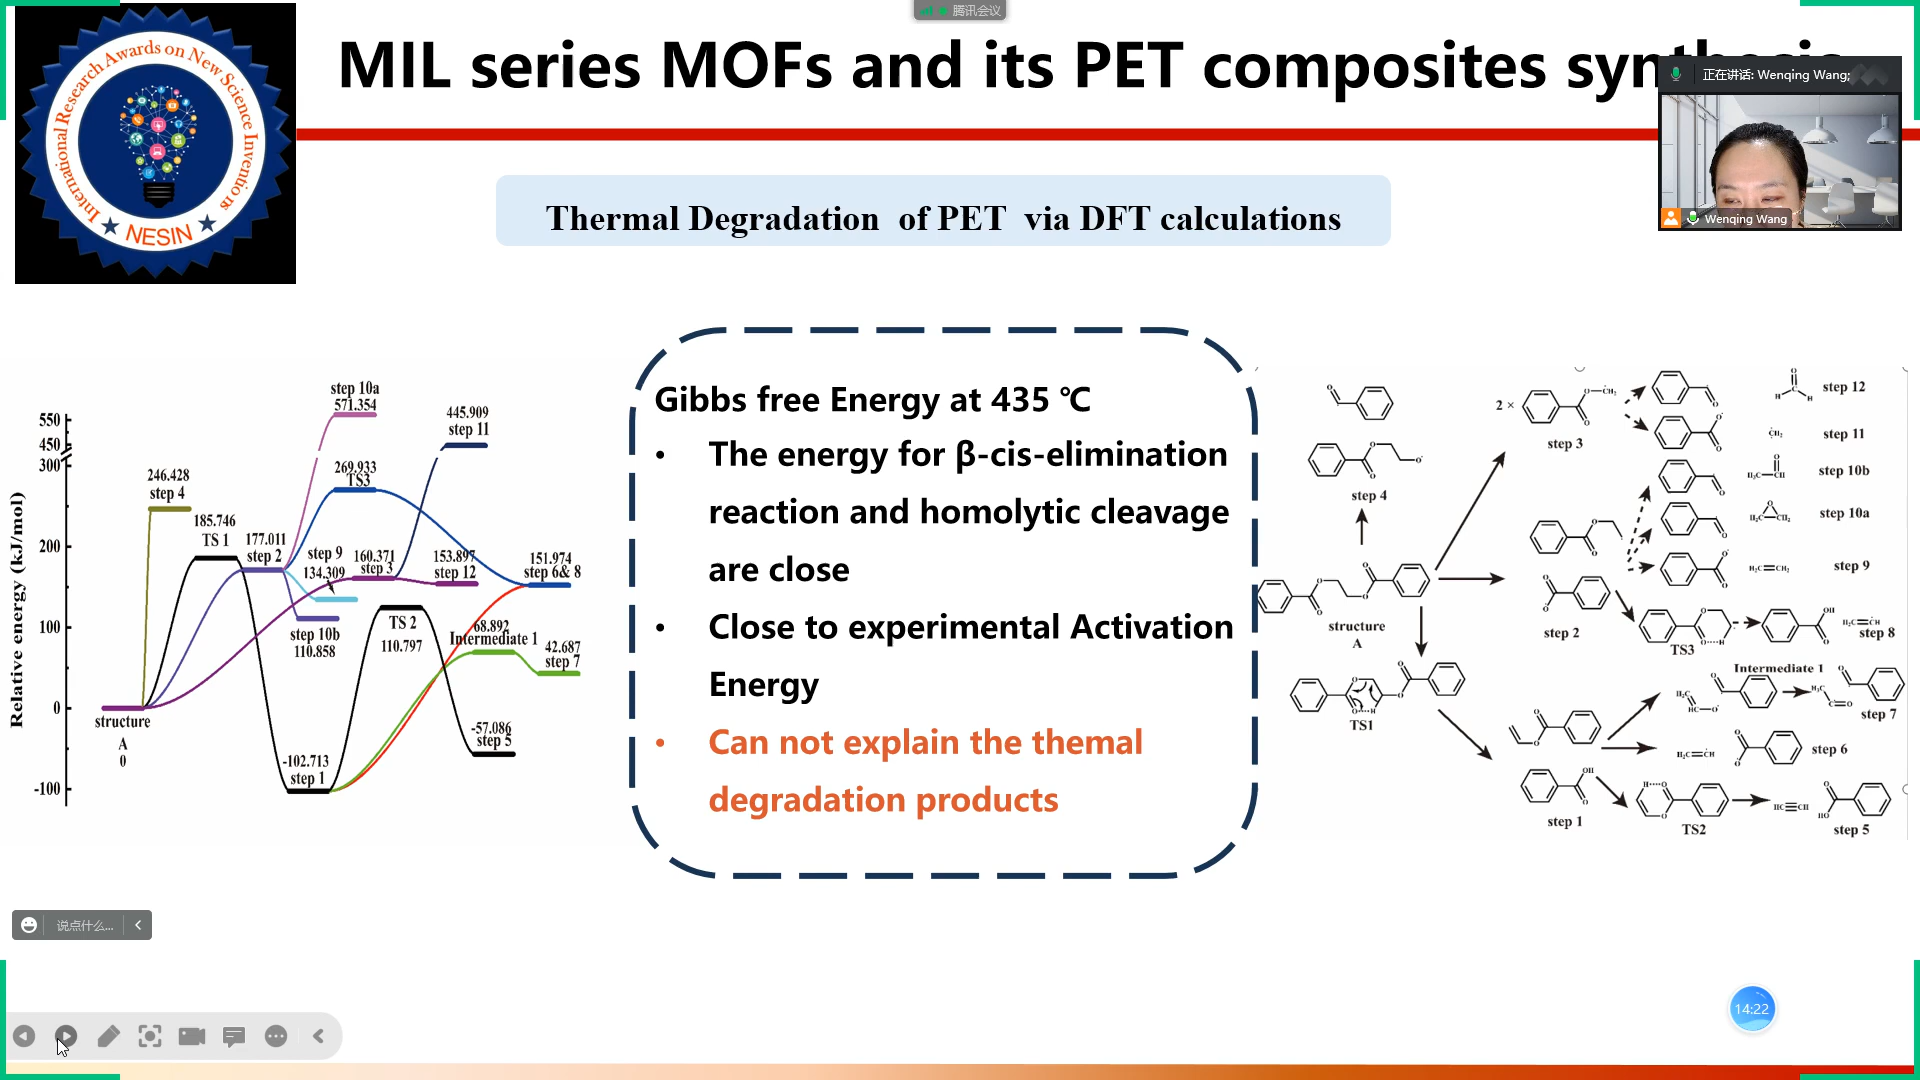 腾讯会议
International Research Awards on New Science Inventions
NESIN
MIL series MOFs and its PET composites syn
正在讲话: Wenqing Wang;
Wenqing Wang
Thermal Degradation of PET via DFT calculations
Relative energy (kJ/mol)
550
450
300
200
100
0
-100
step 10a
571.354
445.909
step 11
246.428
step 4
269.933
TS3
185.746
TS 1
177.011
step 2
step 9
134.309
160.371
step 3
153.897
step 12
151.974
step 6& 8
step 10b
110.858
TS 2
110.797
68.892
Intermediate 1
42.687
step 7
structure
A
0
-102.713
step 1
-57.086
step 5
Gibbs free Energy at 435 ℃
• The energy for β-cis-elimination
reaction and homolytic cleavage
are close
• Close to experimental Activation
Energy
• Can not explain the themal
degradation products
step 4
structure
A
TS1
2 ×
step 3
step 12
step 11
step 10b
step 10a
step 9
step 2
TS3
step 8
Intermediate 1
step 7
step 6
step 1
TS2
step 5
说点什么...
14:22